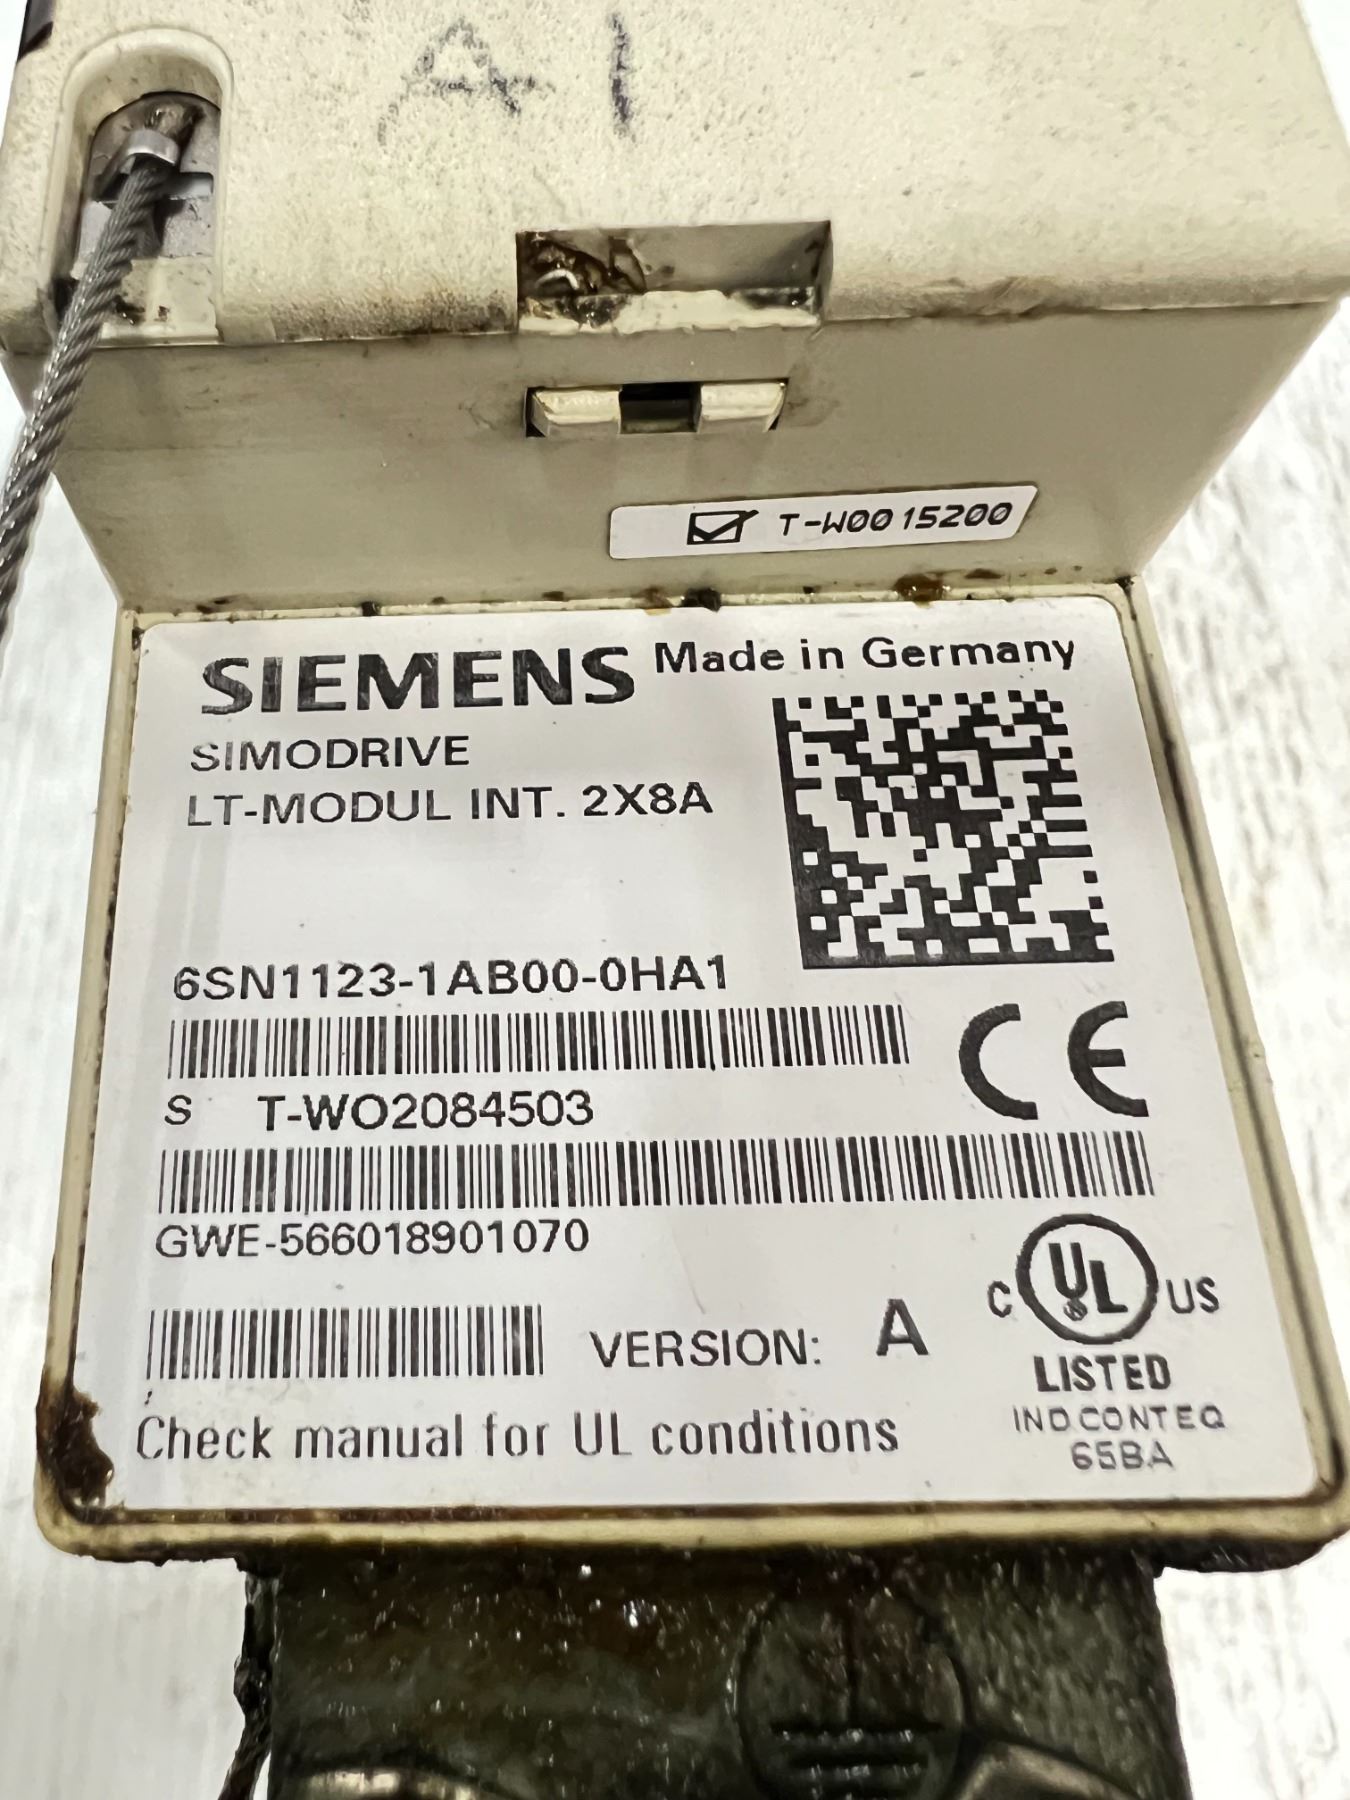 A1
T-W0015200
SIEMENS Made in Germany
SIMODRIVE
LT-MODUL INT. 2X8A
6SN1123-1AB00-0HA1
S T-WO2084503
GWE-566018901070
VERSION: A
Check manual for UL conditions
CE
C UL US
LISTED
IND.CONT.EQ
65BA